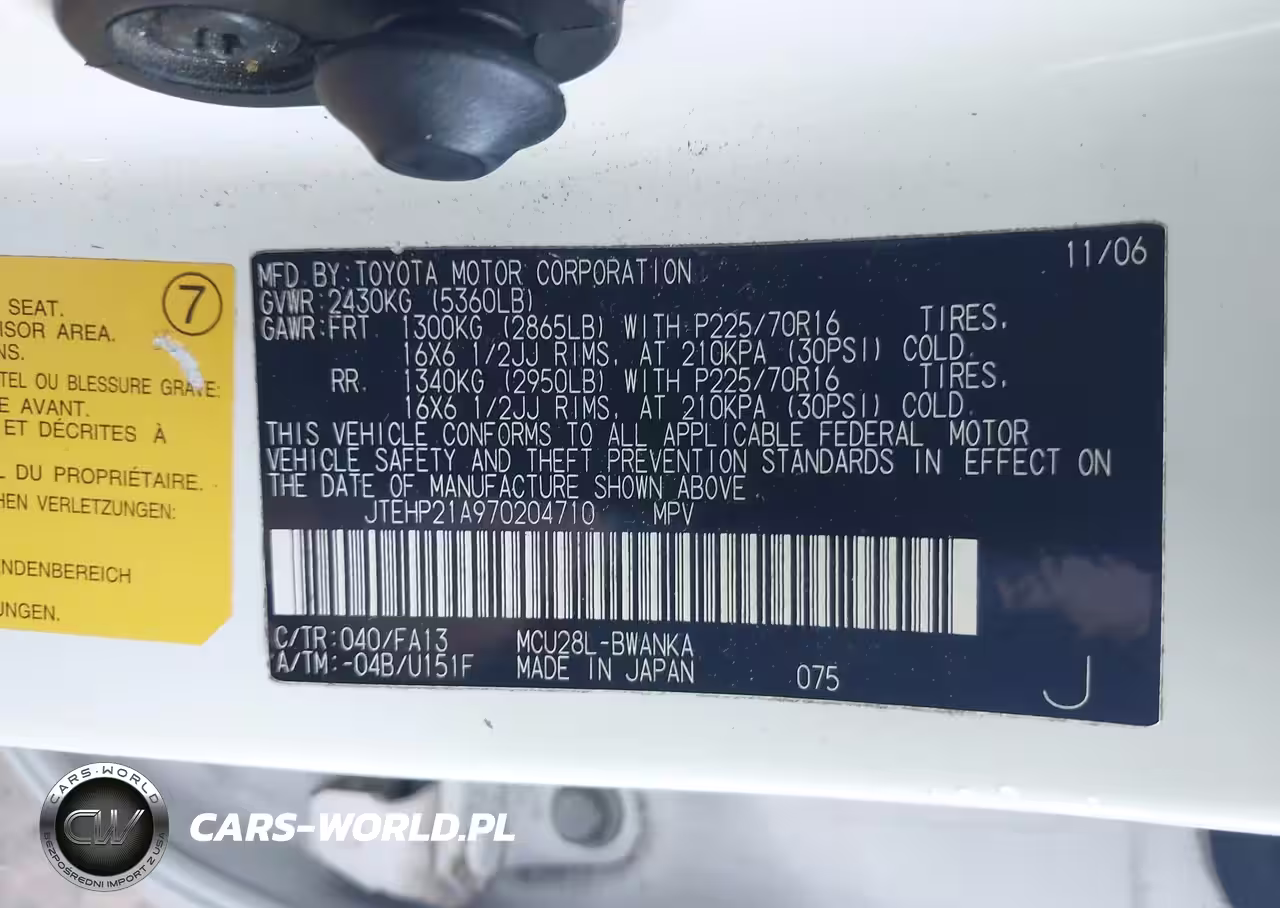 7
SEAT.
ISOR AREA.
NS.
TEL OU BLESSURE GRAVE:
E AVANT.
ET DÉCRITES À
L DU PROPRIÉTAIRE.
HEN VERLETZUNGEN:
NDENBEREICH
UNGEN.
11/06
MFD. BY: TOYOTA MOTOR CORPORATION
GVWR: 2430KG (5360LB)
GAWR: FRT 1300KG (2865LB) WITH P225/70R16 TIRES,
16X6 1/2JJ RIMS, AT 210KPA (30PSI) COLD.
RR. 1340KG (2950LB) WITH P225/70R16 TIRES,
16X6 1/2JJ RIMS, AT 210KPA (30PSI) COLD.
THIS VEHICLE CONFORMS TO ALL APPLICABLE FEDERAL MOTOR
VEHICLE SAFETY AND THEFT PREVENTION STANDARDS IN EFFECT ON
THE DATE OF MANUFACTURE SHOWN ABOVE.
JTEHP21A970204710 MPV
C/TR: 040/FA13 MCU28L-BWANKA
A/TM: -04B/U151F MADE IN JAPAN 075 J
CARS-WORLD
CW
BEZPOŚREDNI IMPORT Z USA
CARS-WORLD.PL